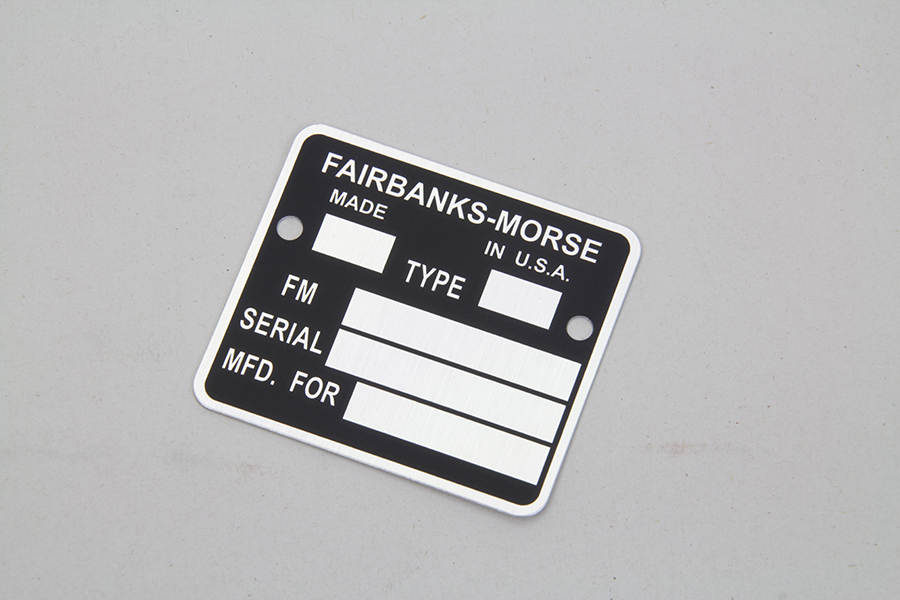 FAIRBANKS-MORSE
MADE IN U.S.A.
TYPE
FM
SERIAL
MFD. FOR